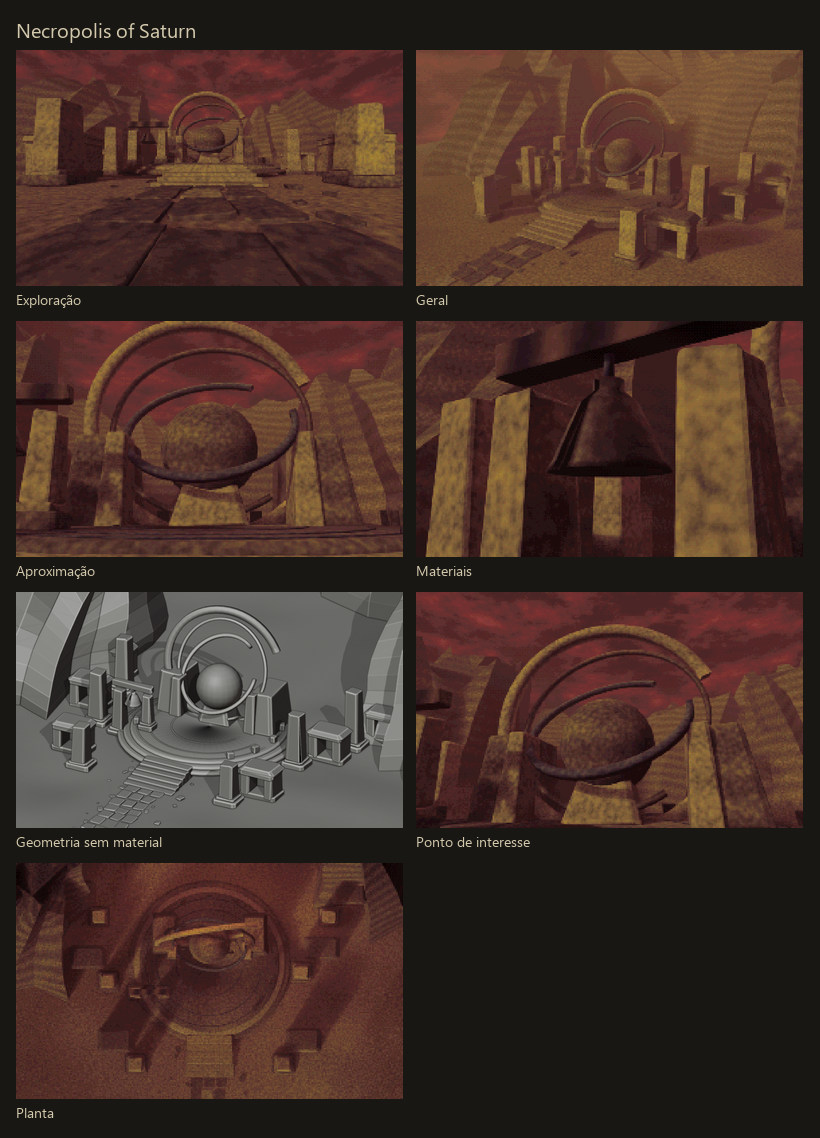 Necropolis of Saturn
Exploração
Geral
Aproximação
Materiais
Geometria sem material
Ponto de interesse
Planta